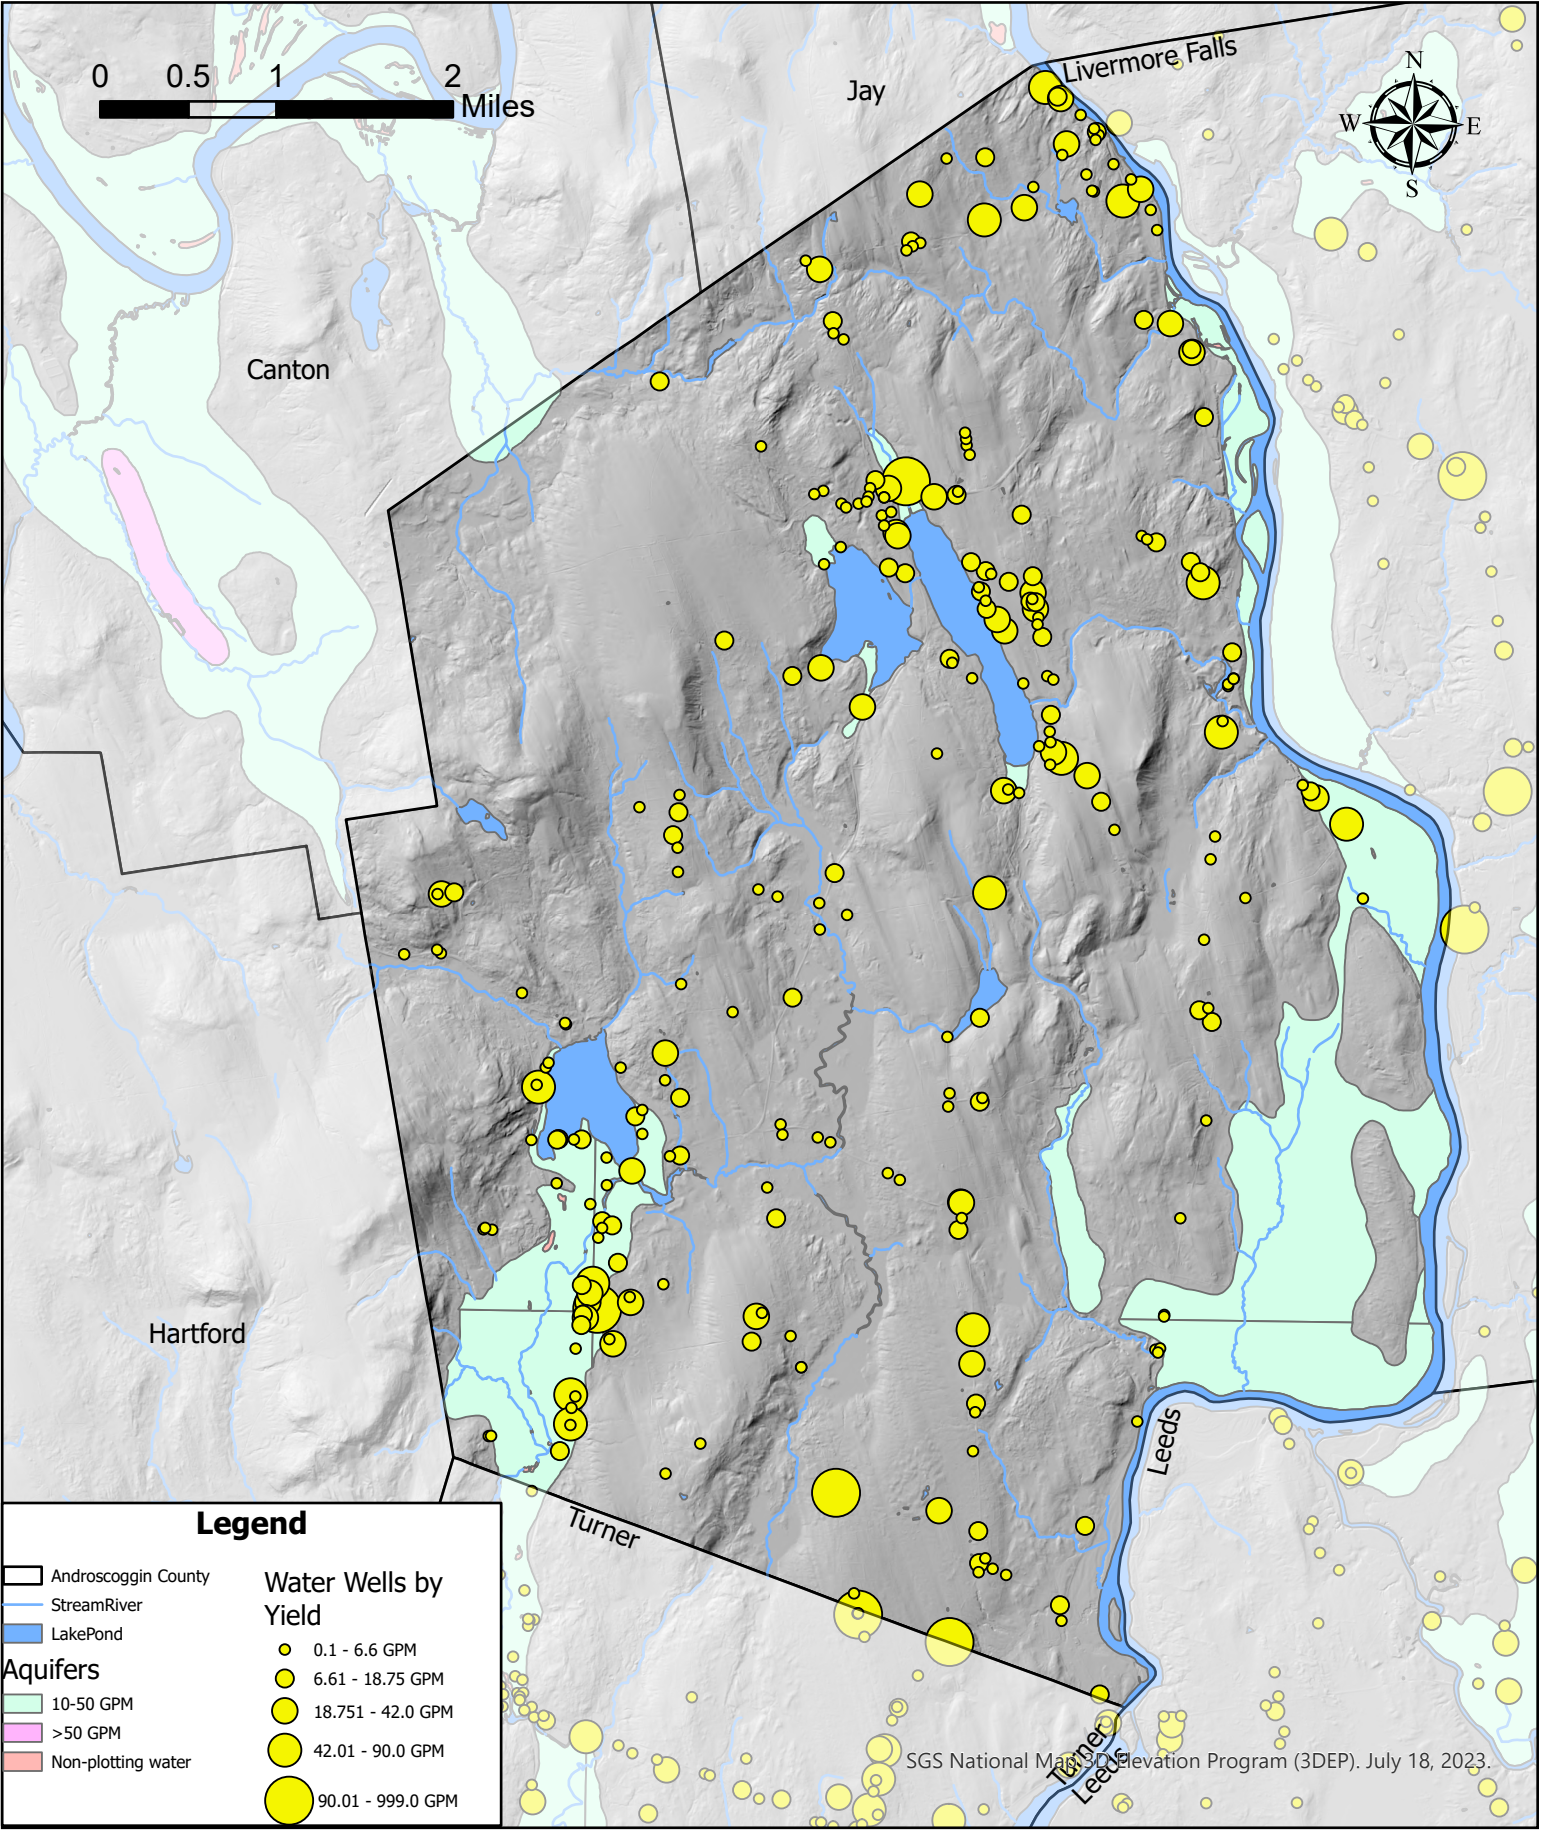 0 0.5 1 2
Miles
Jay
Livermore Falls
N
W E
S
Canton
Hartford
Leeds
Turner
Turner
Leeds
SGS National Map 3D Elevation Program (3DEP). July 18, 2023.
Legend
Androscoggin County
StreamRiver
LakePond
Aquifers
10-50 GPM
>50 GPM
Non-plotting water
Water Wells by
Yield
0.1 - 6.6 GPM
6.61 - 18.75 GPM
18.751 - 42.0 GPM
42.01 - 90.0 GPM
90.01 - 999.0 GPM